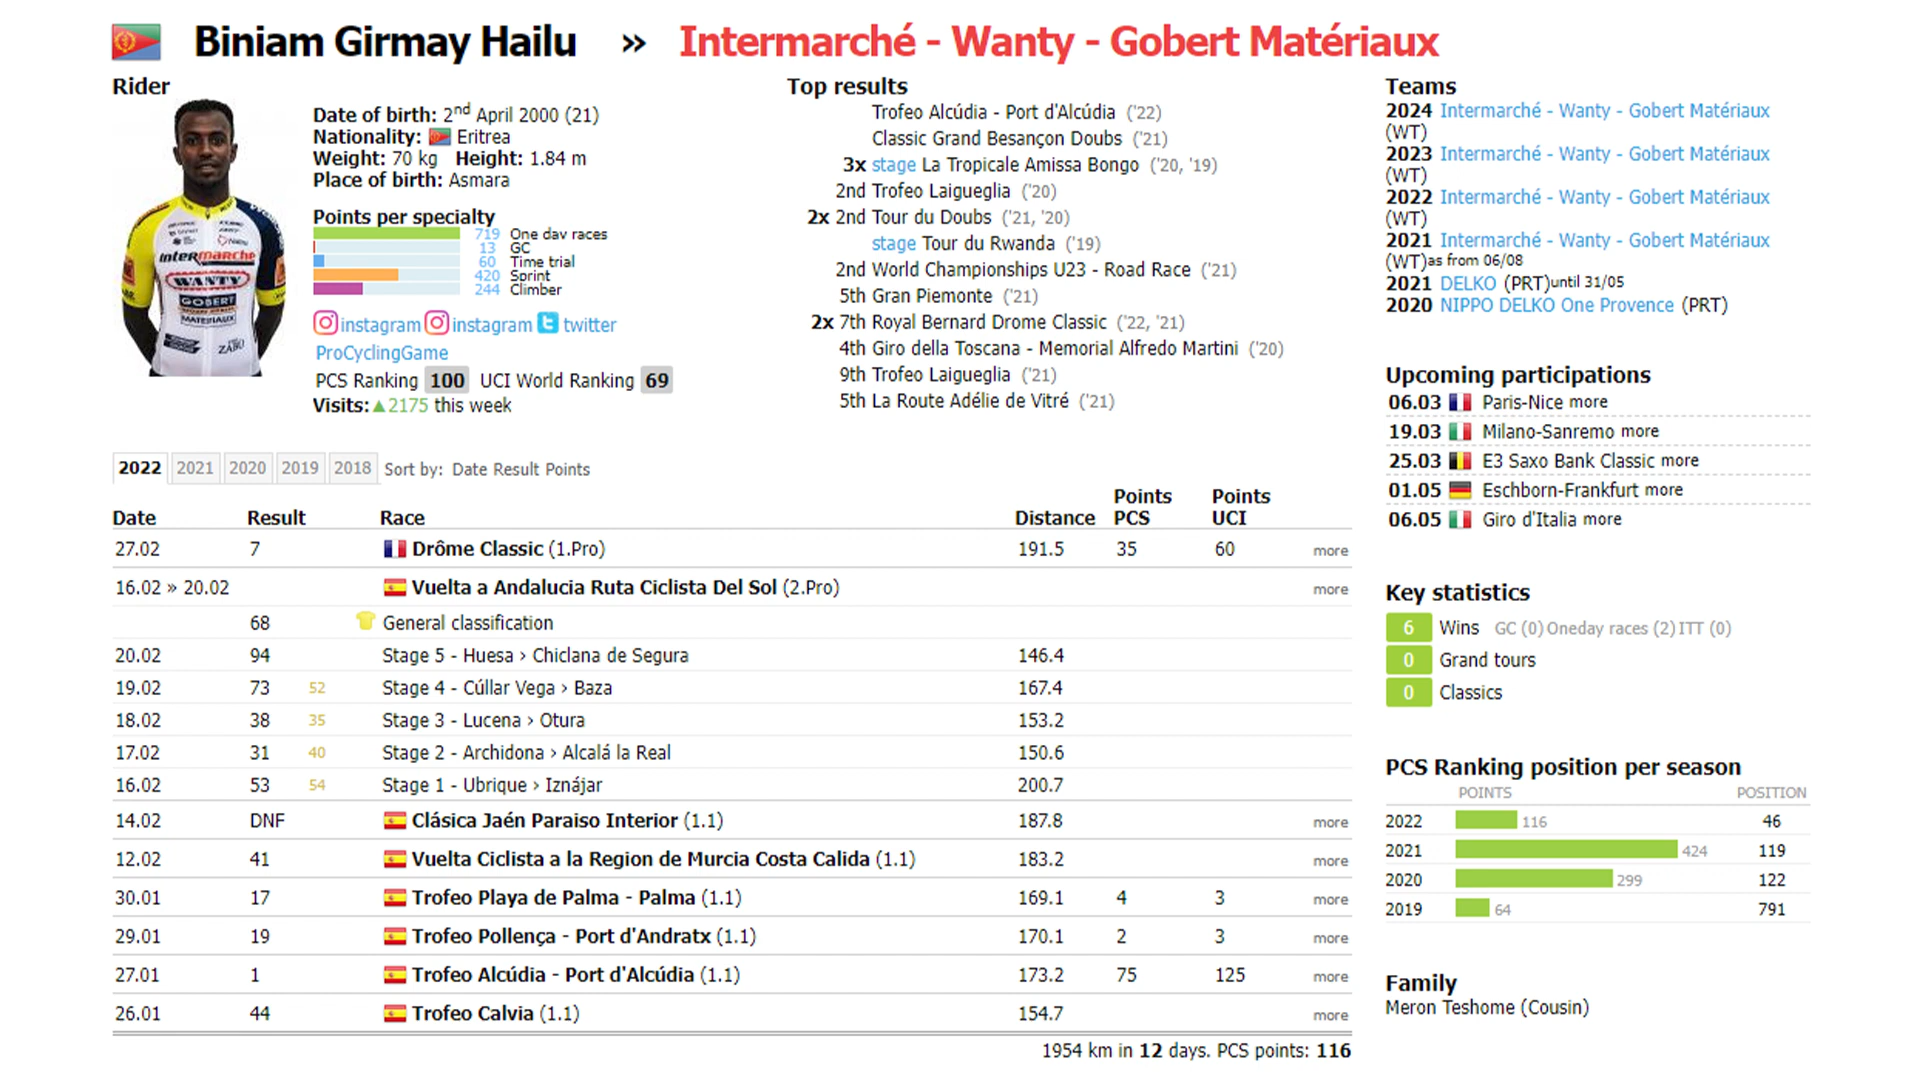 Biniam Girmay Hailu » Intermarché - Wanty - Gobert Matériaux
Rider
Date of birth: 2nd April 2000 (21)
Nationality: Eritrea
Weight: 70 kg Height: 1.84 m
Place of birth: Asmara
Points per specialty
719 One day races
13 GC
60 Time trial
420 Sprint
244 Climber
instagram instagram twitter
ProCyclingGame
PCS Ranking 100 UCI World Ranking 69
Visits: ▲2175 this week
intermarché
WANTY
GOBERT
MATERIAUX
ZABÚ
Top results
Trofeo Alcúdia - Port d'Alcúdia ('22)
Classic Grand Besançon Doubs ('21)
3x stage La Tropicale Amissa Bongo ('20, '19)
2nd Trofeo Laigueglia ('20)
2x 2nd Tour du Doubs ('21, '20)
stage Tour du Rwanda ('19)
2nd World Championships U23 - Road Race ('21)
5th Gran Piemonte ('21)
2x 7th Royal Bernard Drome Classic ('22, '21)
4th Giro della Toscana - Memorial Alfredo Martini ('20)
9th Trofeo Laigueglia ('21)
5th La Route Adélie de Vitré ('21)
Teams
2024 Intermarché - Wanty - Gobert Matériaux
(WT)
2023 Intermarché - Wanty - Gobert Matériaux
(WT)
2022 Intermarché - Wanty - Gobert Matériaux
(WT)
2021 Intermarché - Wanty - Gobert Matériaux
(WT)as from 06/08
2021 DELKO (PRT)until 31/05
2020 NIPPO DELKO One Provence (PRT)
Upcoming participations
06.03 Paris-Nice more
19.03 Milano-Sanremo more
25.03 E3 Saxo Bank Classic more
01.05 Eschborn-Frankfurt more
06.05 Giro d'Italia more
Key statistics
6 Wins GC (0) Oneday races (2) ITT (0)
0 Grand tours
0 Classics
PCS Ranking position per season
POINTS POSITION
2022 116 46
2021 424 119
2020 299 122
2019 64 791
Family
Meron Teshome (Cousin)
2022 2021 2020 2019 2018 Sort by: Date Result Points
Date Result Race Distance Points PCS Points UCI
27.02 7 Drôme Classic (1.Pro) 191.5 35 60 more
16.02 » 20.02 Vuelta a Andalucia Ruta Ciclista Del Sol (2.Pro) more
68 General classification
20.02 94 Stage 5 - Huesa › Chiclana de Segura 146.4
19.02 73 52 Stage 4 - Cúllar Vega › Baza 167.4
18.02 38 35 Stage 3 - Lucena › Otura 153.2
17.02 31 40 Stage 2 - Archidona › Alcalá la Real 150.6
16.02 53 54 Stage 1 - Ubrique › Iznájar 200.7
14.02 DNF Clásica Jaén Paraiso Interior (1.1) 187.8 more
12.02 41 Vuelta Ciclista a la Region de Murcia Costa Calida (1.1) 183.2 more
30.01 17 Trofeo Playa de Palma - Palma (1.1) 169.1 4 3 more
29.01 19 Trofeo Pollença - Port d'Andratx (1.1) 170.1 2 3 more
27.01 1 Trofeo Alcúdia - Port d'Alcúdia (1.1) 173.2 75 125 more
26.01 44 Trofeo Calvia (1.1) 154.7 more
1954 km in 12 days. PCS points: 116